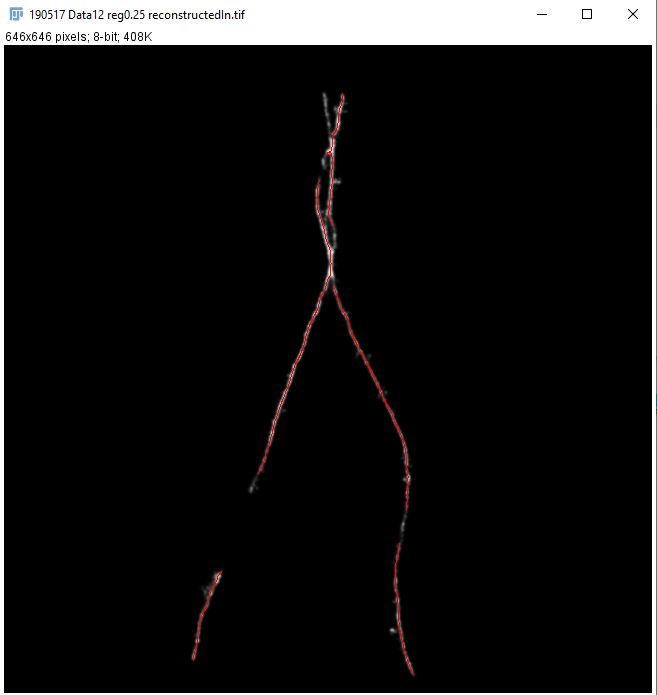 190517 Data12 reg0.25 reconstructedIn.tif
646x646 pixels; 8-bit; 408K